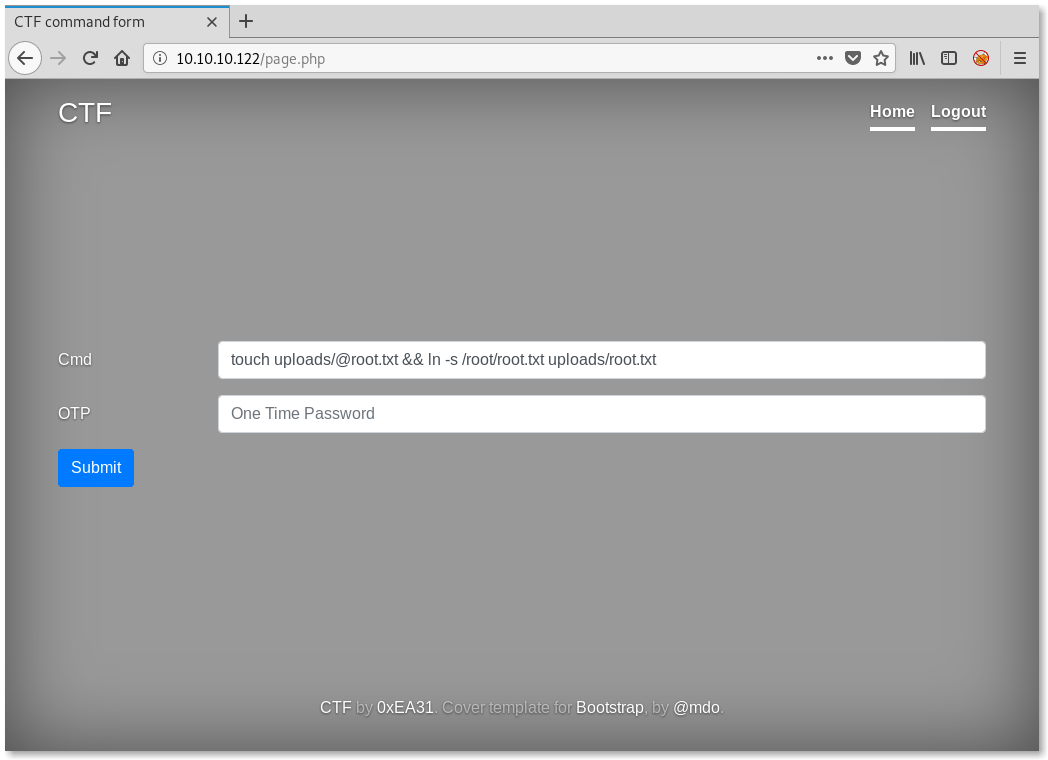 CTF command form
10.10.10.122/page.php
CTF
Home Logout
Cmd touch uploads/@root.txt && ln -s /root/root.txt uploads/root.txt
OTP One Time Password
Submit
CTF by 0xEA31. Cover template for Bootstrap, by @mdo.